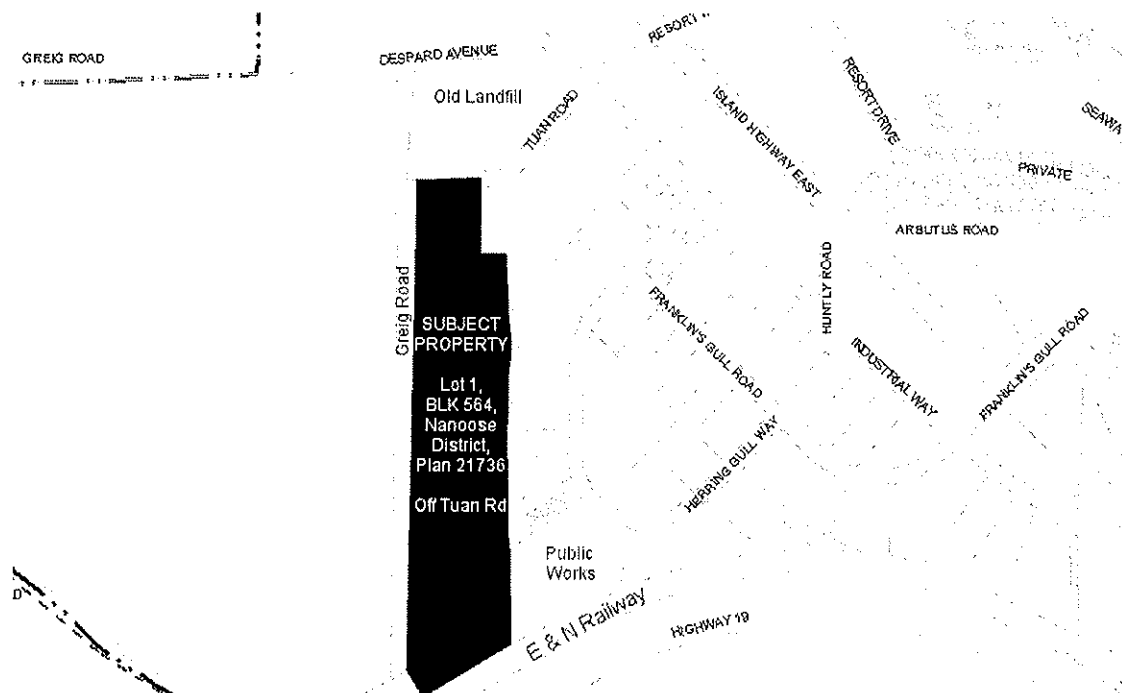 GREIG ROAD
DESPARD AVENUE
Old Landfill
TUAN ROAD
ISLAND HIGHWAY EAST
RESORT DRIVE
PRIVATE
ARBUTUS ROAD
Greig Road
SUBJECT
PROPERTY
Lot 1,
BLK 564,
Nanoose
District,
Plan 21736
Off Tuan Rd
FRANKLIN'S GULL ROAD
HUNTLY ROAD
INDUSTRIAL WAY
FRANKLIN'S GULL ROAD
HERRING GULL WAY
Public
Works
E & N Railway
HIGHWAY 19